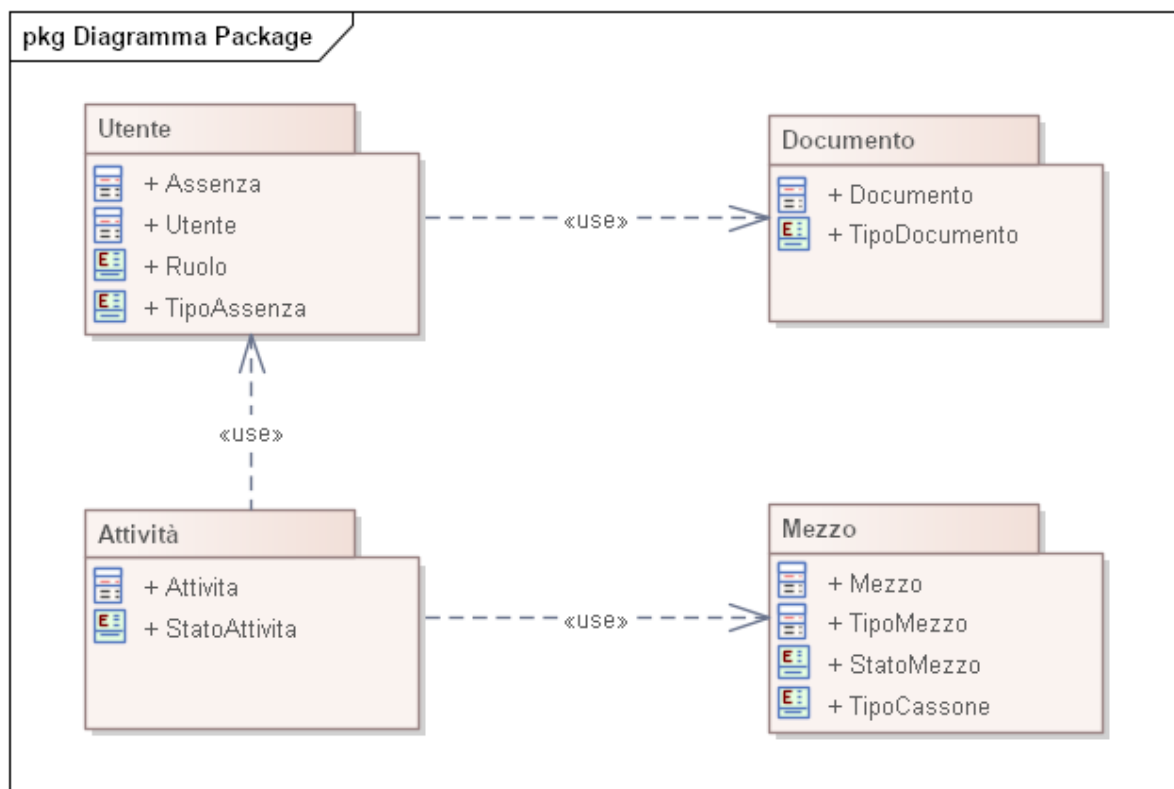 pkg Diagramma Package
Utente
+ Assenza
+ Utente
+ Ruolo
+ TipoAssenza
«use»
Documento
+ Documento
+ TipoDocumento
«use»
Attività
+ Attivita
+ StatoAttivita
«use»
Mezzo
+ Mezzo
+ TipoMezzo
+ StatoMezzo
+ TipoCassone